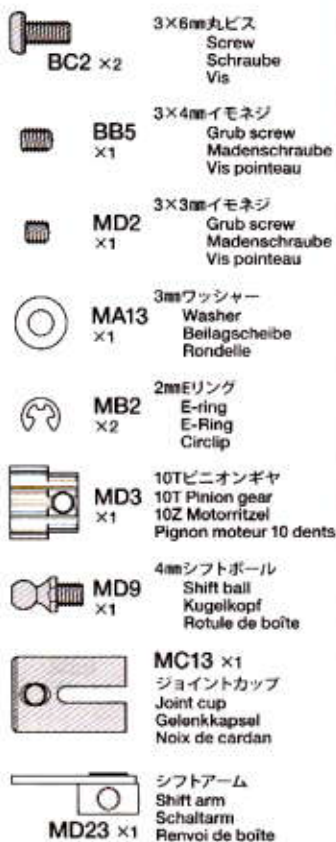 BC2 ×2
3×6㎜丸ビス
Screw
Schraube
Vis
BB5
×1
3×4㎜イモネジ
Grub screw
Madenschraube
Vis pointeau
MD2
×1
3×3㎜イモネジ
Grub screw
Madenschraube
Vis pointeau
MA13
×1
3㎜ワッシャー
Washer
Beilagscheibe
Rondelle
MB2
×2
2㎜Eリング
E-ring
E-Ring
Circlip
MD3
×1
10Tピニオンギヤ
10T Pinion gear
10Z Motorritzel
Pignon moteur 10 dents
MD9
×1
4㎜シフトボール
Shift ball
Kugelkopf
Rotule de boîte
MC13 ×1
ジョイントカップ
Joint cup
Gelenkkapsel
Noix de cardan
MD23 ×1
シフトアーム
Shift arm
Schaltarm
Renvoi de boîte